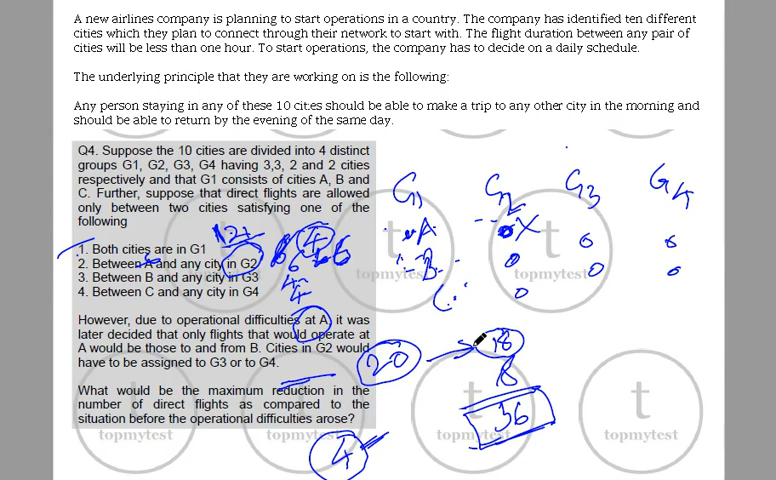 A new airlines company is planning to start operations in a country. The company has identified ten different
cities which they plan to connect through their network to start with. The flight duration between any pair of
cities will be less than one hour. To start operations, the company has to decide on a daily schedule.
The underlying principle that they are working on is the following:
Any person staying in any of these 10 cities should be able to make a trip to any other city in the morning and
should be able to return by the evening of the same day.
Q4. Suppose the 10 cities are divided into 4 distinct
groups G1, G2, G3, G4 having 3,3, 2 and 2 cities
respectively and that G1 consists of cities A, B and
C. Further, suppose that direct flights are allowed
only between two cities satisfying one of the
following
1. Both cities are in G1
2. Between A and any city in G2
3. Between B and any city in G3
4. Between C and any city in G4
However, due to operational difficulties at A, it was
later decided that only flights that would operate at
A would be those to and from B. Cities in G2 would
have to be assigned to G3 or to G4.
What would be the maximum reduction in the
number of direct flights as compared to the
situation before the operational difficulties arose?
G1 G2 G3 G4
A X
B
C
4
6
4
4
20
18
8
36
4
t
topmytest
t
topmytest
t
topmytest
t
topmytest
t
topmytest
t
topmytest